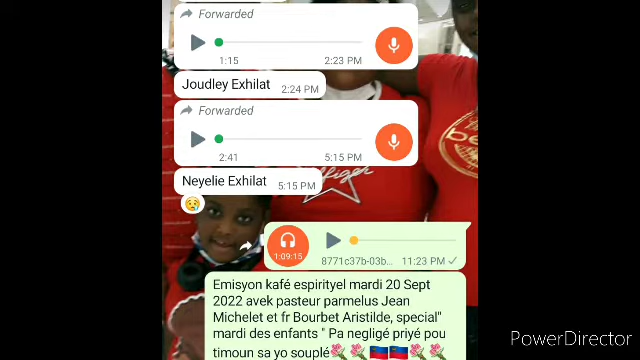 Forwarded
1:15 2:23 PM
Joudley Exhilat 2:24 PM
Forwarded
2:41 5:15 PM
Neyelie Exhilat 5:15 PM
1:09:15 8771c37b-03b... 11:23 PM
Emisyon kafé espirityel mardi 20 Sept
2022 avek pasteur parmelus Jean
Michelet et fr Bourbet Aristilde, special"
mardi des enfants " Pa negligé priyé pou
timoun sa yo souplé🌹🌹🇭🇹🇭🇹🌹🌹
PowerDirector